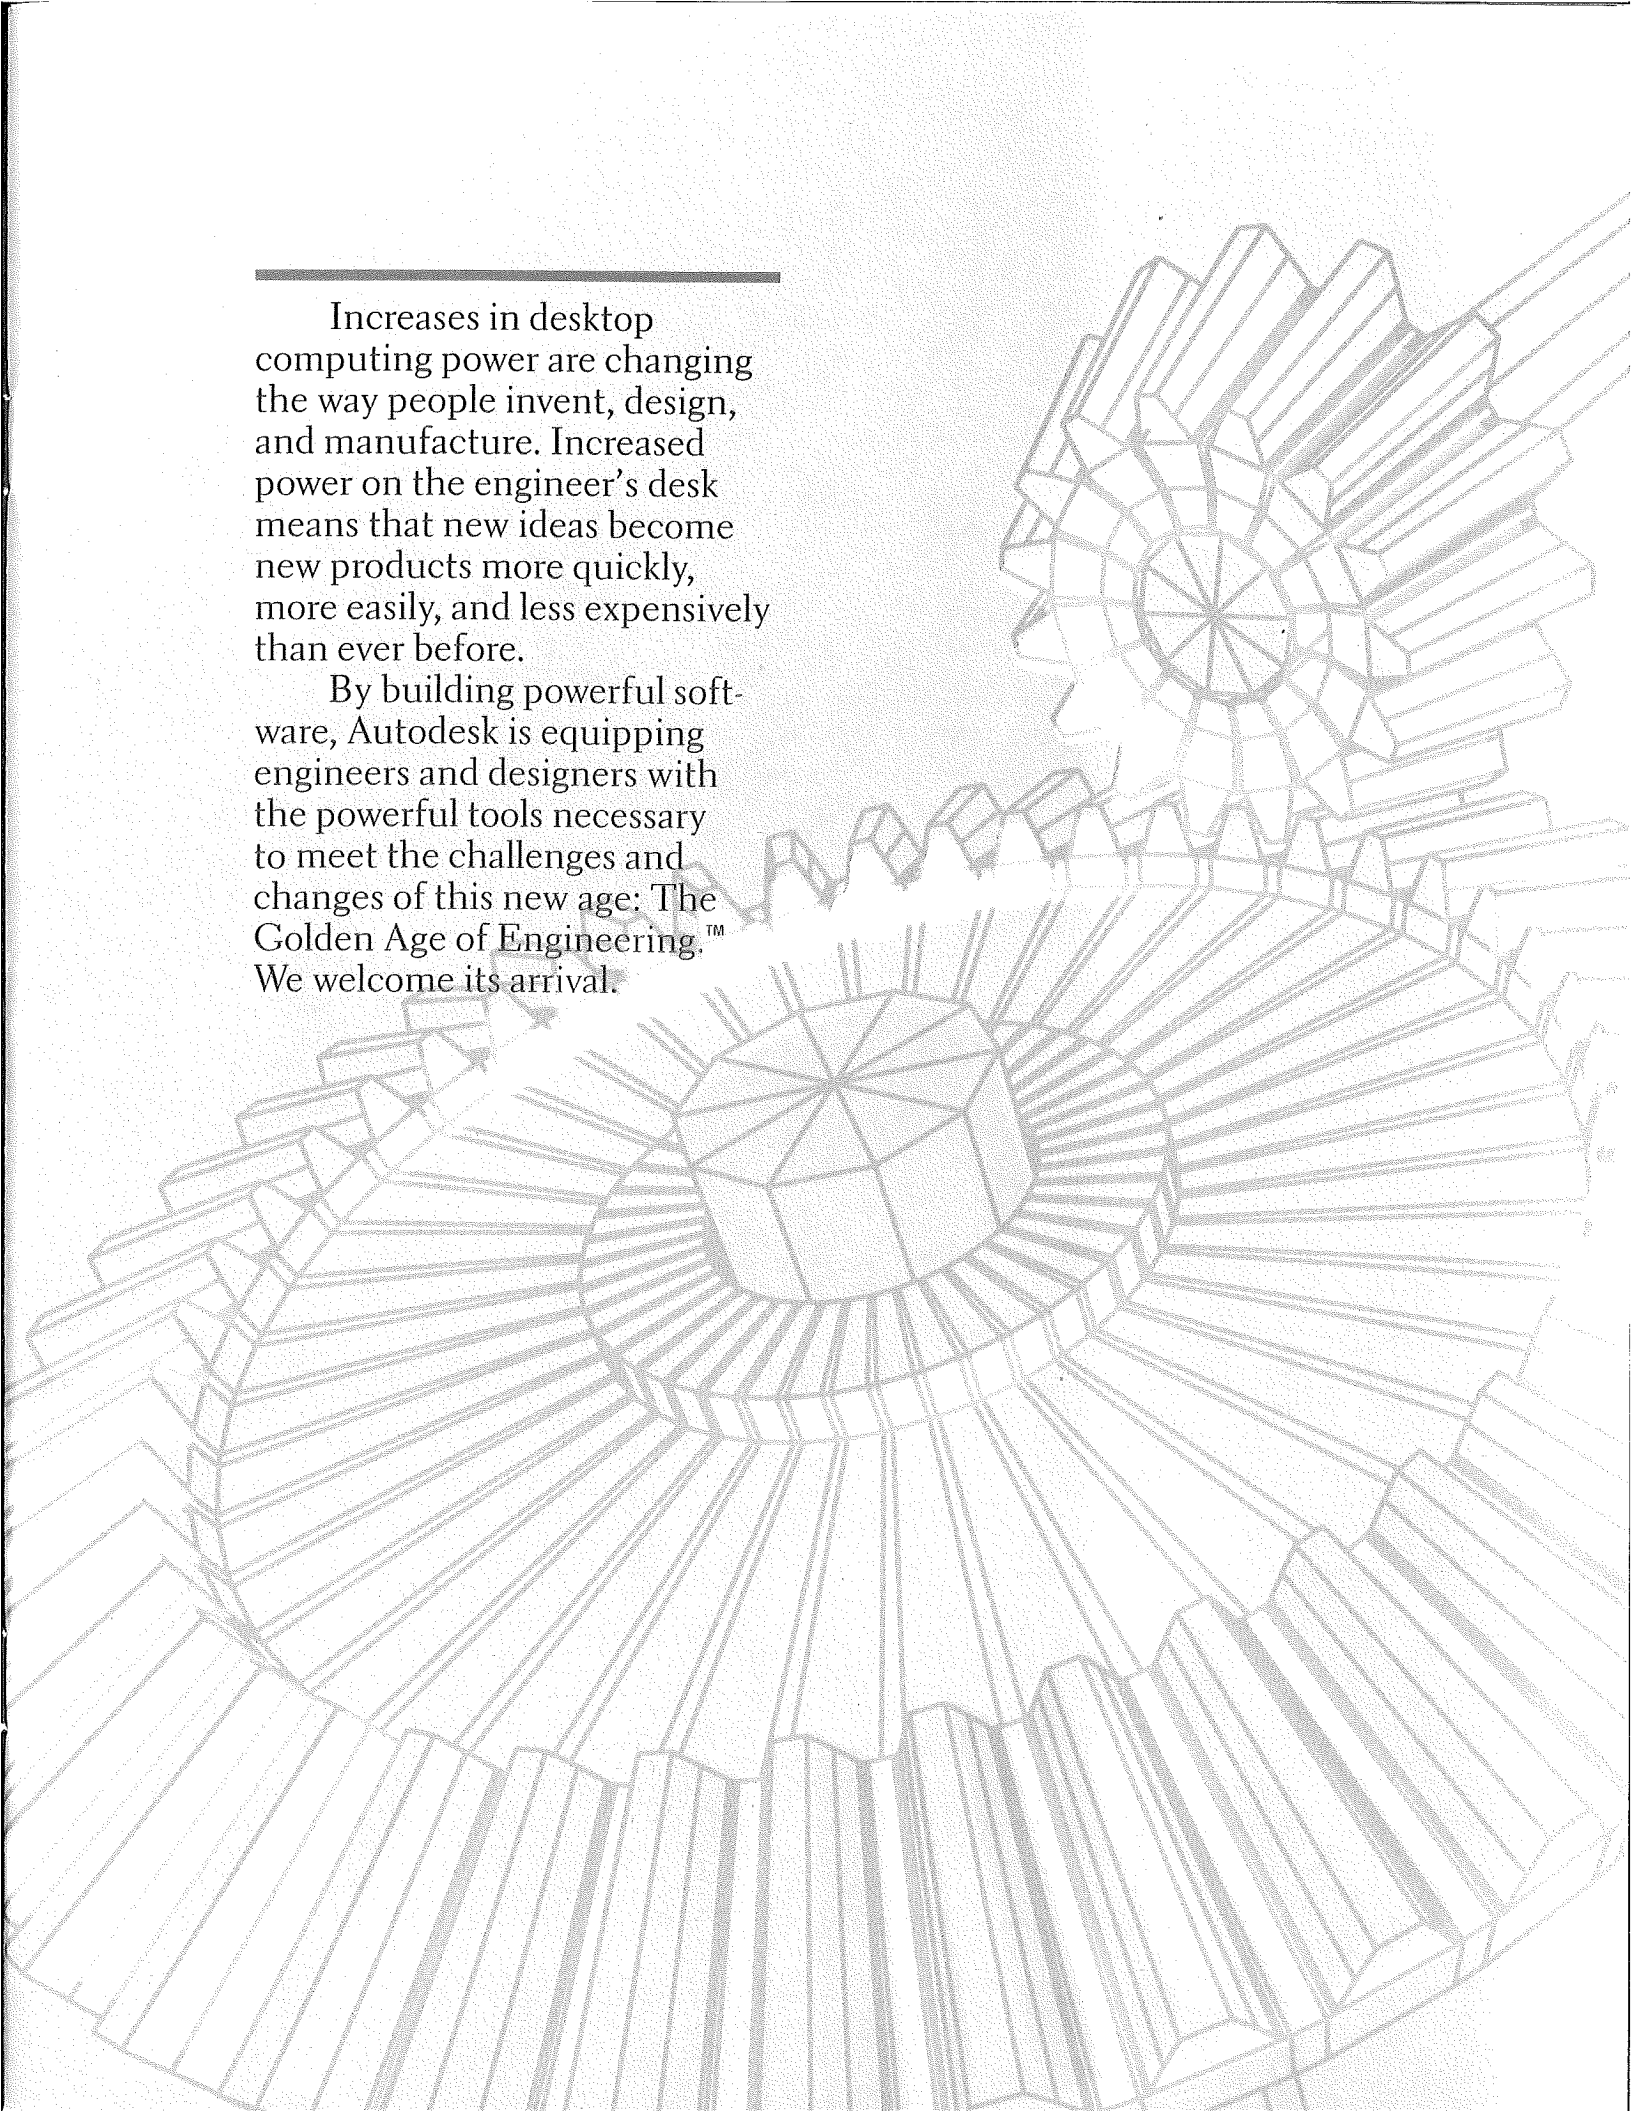 Increases in desktop
computing power are changing
the way people invent, design,
and manufacture. Increased
power on the engineer's desk
means that new ideas become
new products more quickly,
more easily, and less expensively
than ever before.
By building powerful soft-
ware, Autodesk is equipping
engineers and designers with
the powerful tools necessary
to meet the challenges and
changes of this new age: The
Golden Age of Engineering.™
We welcome its arrival.